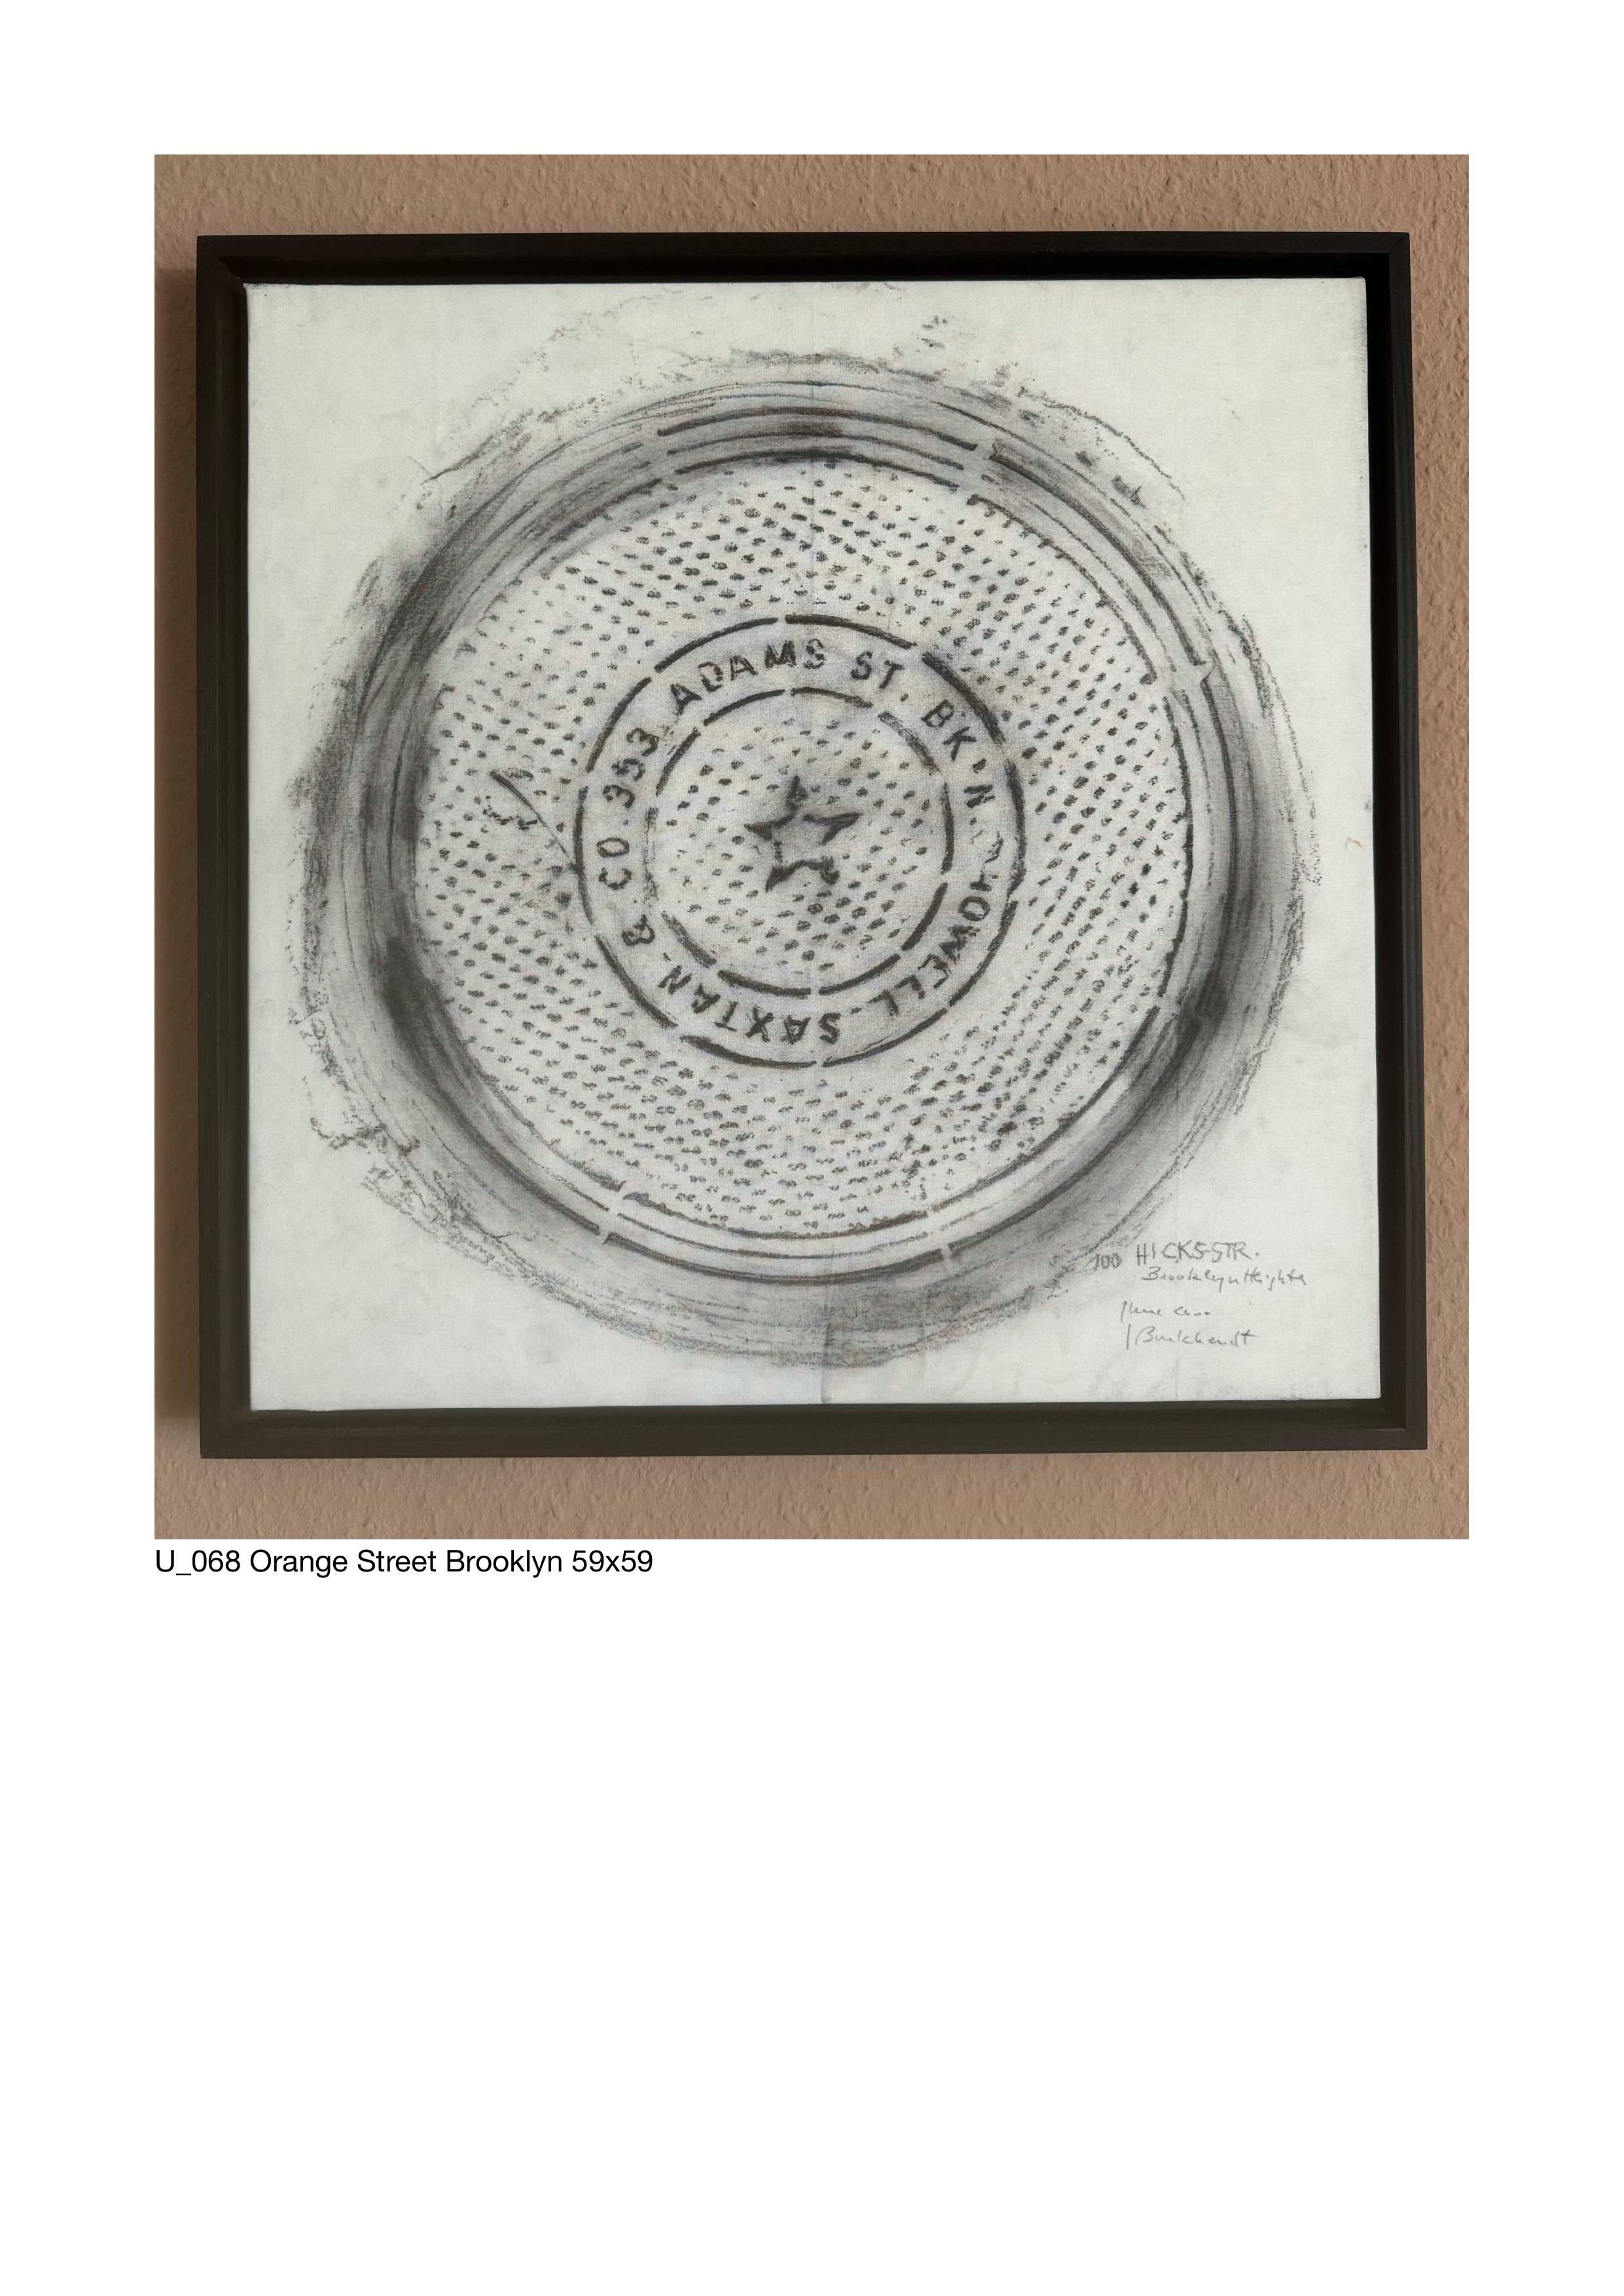 HOWELL SAXTAN & CO. 353 ADAMS ST. BK·N.
100 HICKS-STR.
Brooklyn Heights
Burkhardt
U_068 Orange Street Brooklyn 59x59